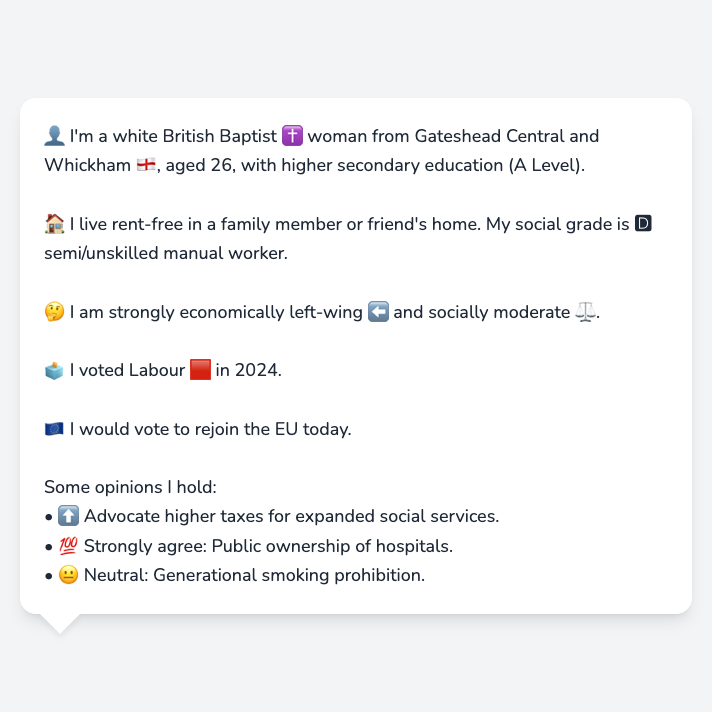 👤 I'm a white British Baptist ✝️ woman from Gateshead Central and
Whickham 🏴󠁧󠁢󠁥󠁮󠁧󠁿, aged 26, with higher secondary education (A Level).
🏠 I live rent-free in a family member or friend's home. My social grade is 🅳
semi/unskilled manual worker.
🤔 I am strongly economically left-wing ⬅️ and socially moderate ⚖️.
🗳️ I voted Labour 🟥 in 2024.
🇪🇺 I would vote to rejoin the EU today.
Some opinions I hold:
• ⬆️ Advocate higher taxes for expanded social services.
• 💯 Strongly agree: Public ownership of hospitals.
• 😐 Neutral: Generational smoking prohibition.